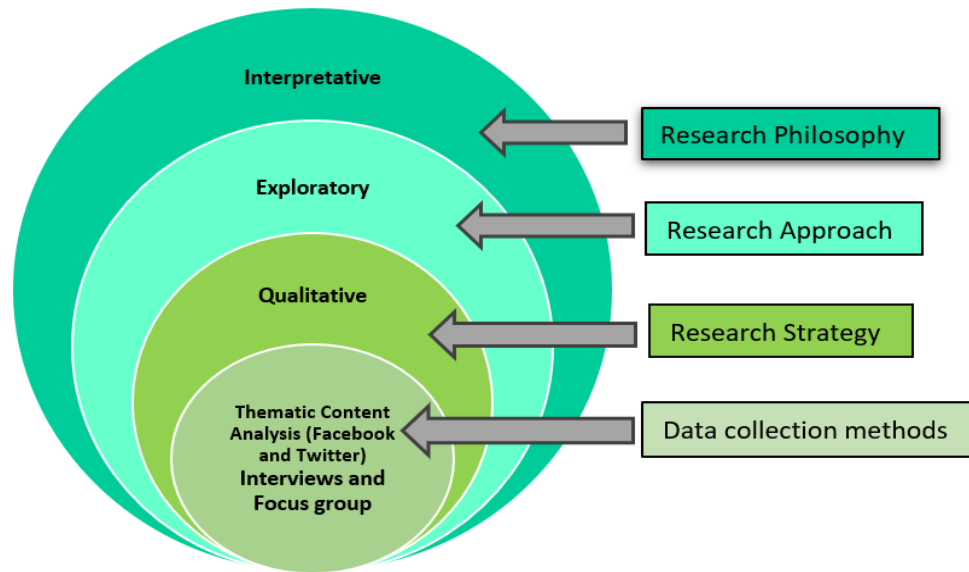 Interpretative
Research Philosophy
Exploratory
Research Approach
Qualitative
Research Strategy
Thematic Content
Analysis (Facebook
and Twitter)
Interviews and
Focus group
Data collection methods